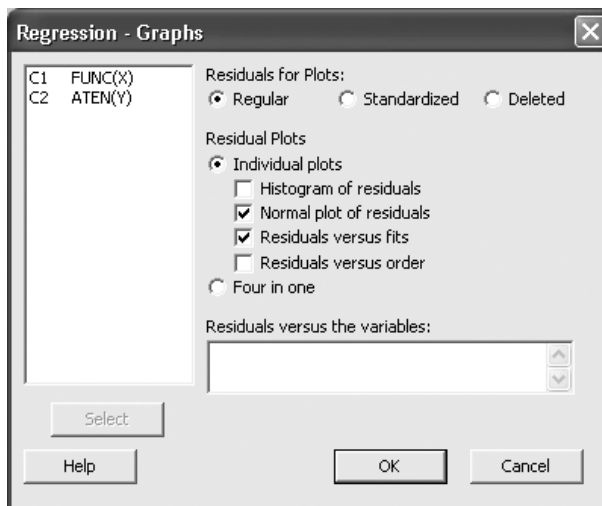 Regression - Graphs
C1 FUNC(X)
C2 ATEN(Y)
Residuals for Plots:
Regular Standardized Deleted
Residual Plots
Individual plots
Histogram of residuals
Normal plot of residuals
Residuals versus fits
Residuals versus order
Four in one
Residuals versus the variables:
Select
Help OK Cancel